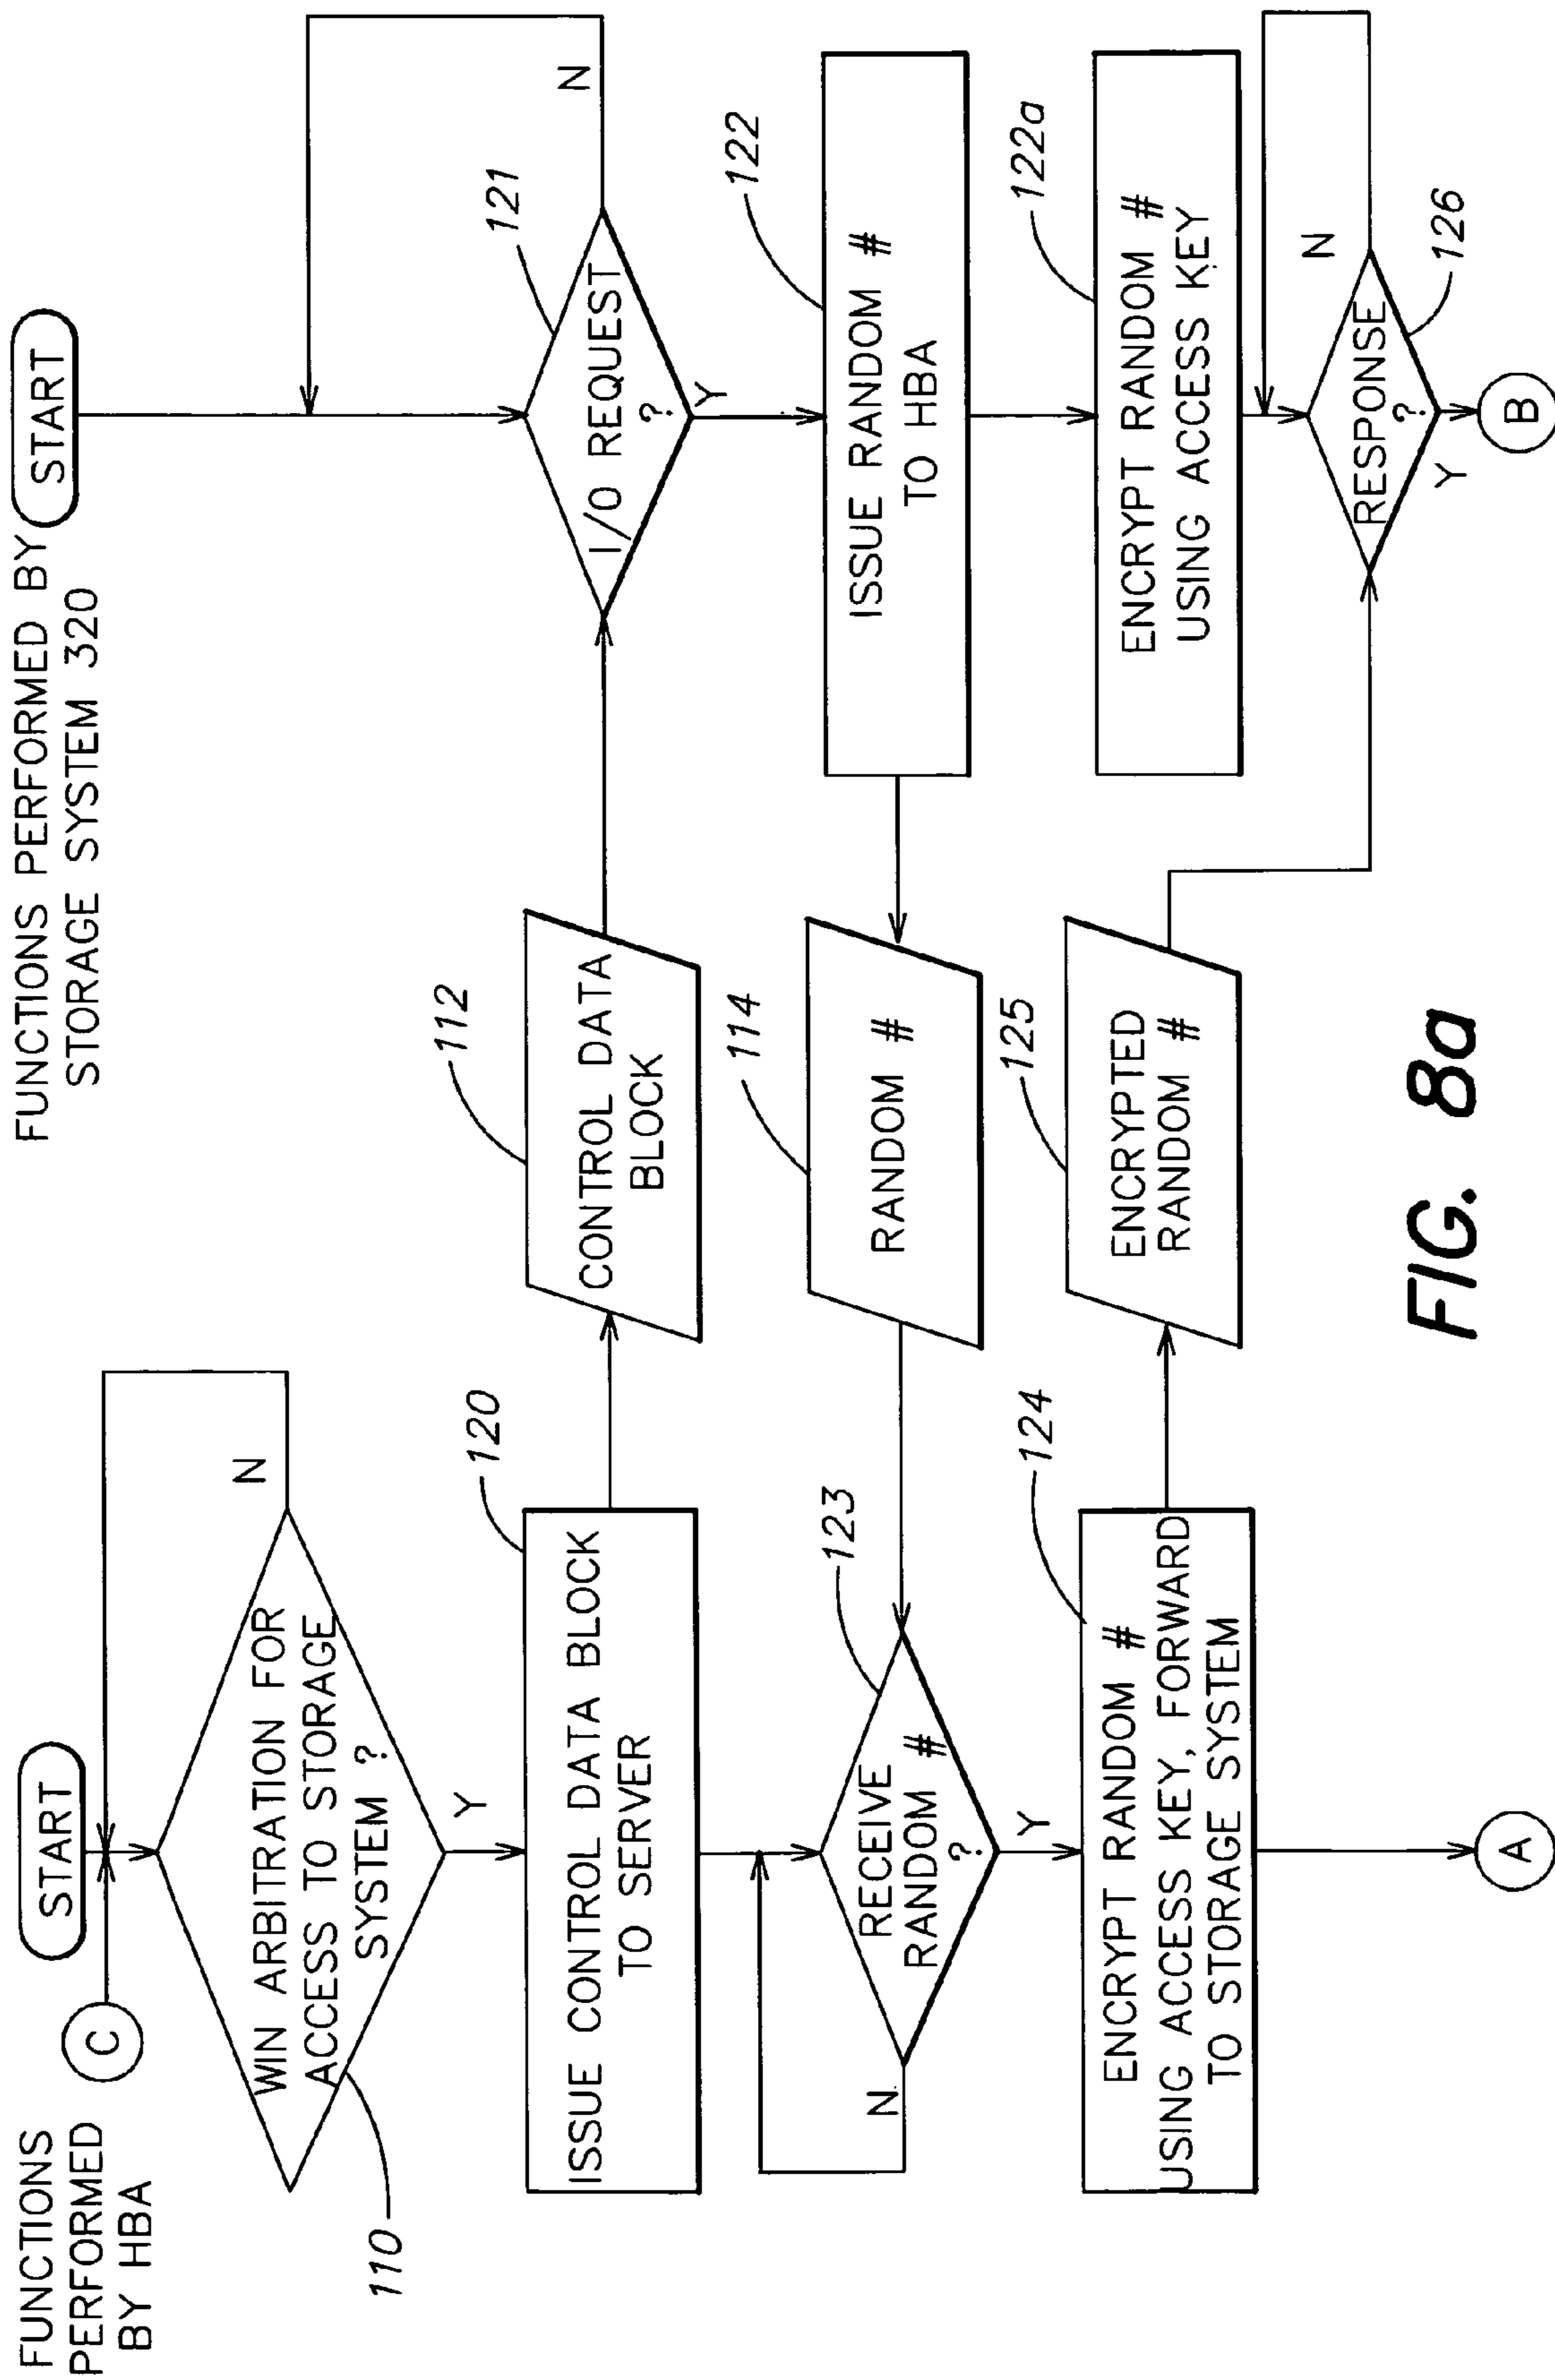 FUNCTIONS
PERFORMED
BY HBA
C
START
WIN ARBITRATION FOR
ACCESS TO STORAGE
SYSTEM ?
110
N
Y
ISSUE CONTROL DATA BLOCK
TO SERVER
120
RECEIVE
RANDOM #
?
123
N
Y
ENCRYPT RANDOM #
USING ACCESS KEY, FORWARD
TO STORAGE SYSTEM
124
A
CONTROL DATA
BLOCK
112
RANDOM #
114
ENCRYPTED
RANDOM #
125
FUNCTIONS PERFORMED BY
STORAGE SYSTEM 320
START
I/O REQUEST
?
121
N
Y
ISSUE RANDOM #
TO HBA
122
ENCRYPT RANDOM #
USING ACCESS KEY
122a
RESPONSE
?
126
N
Y
B
FIG. 8a